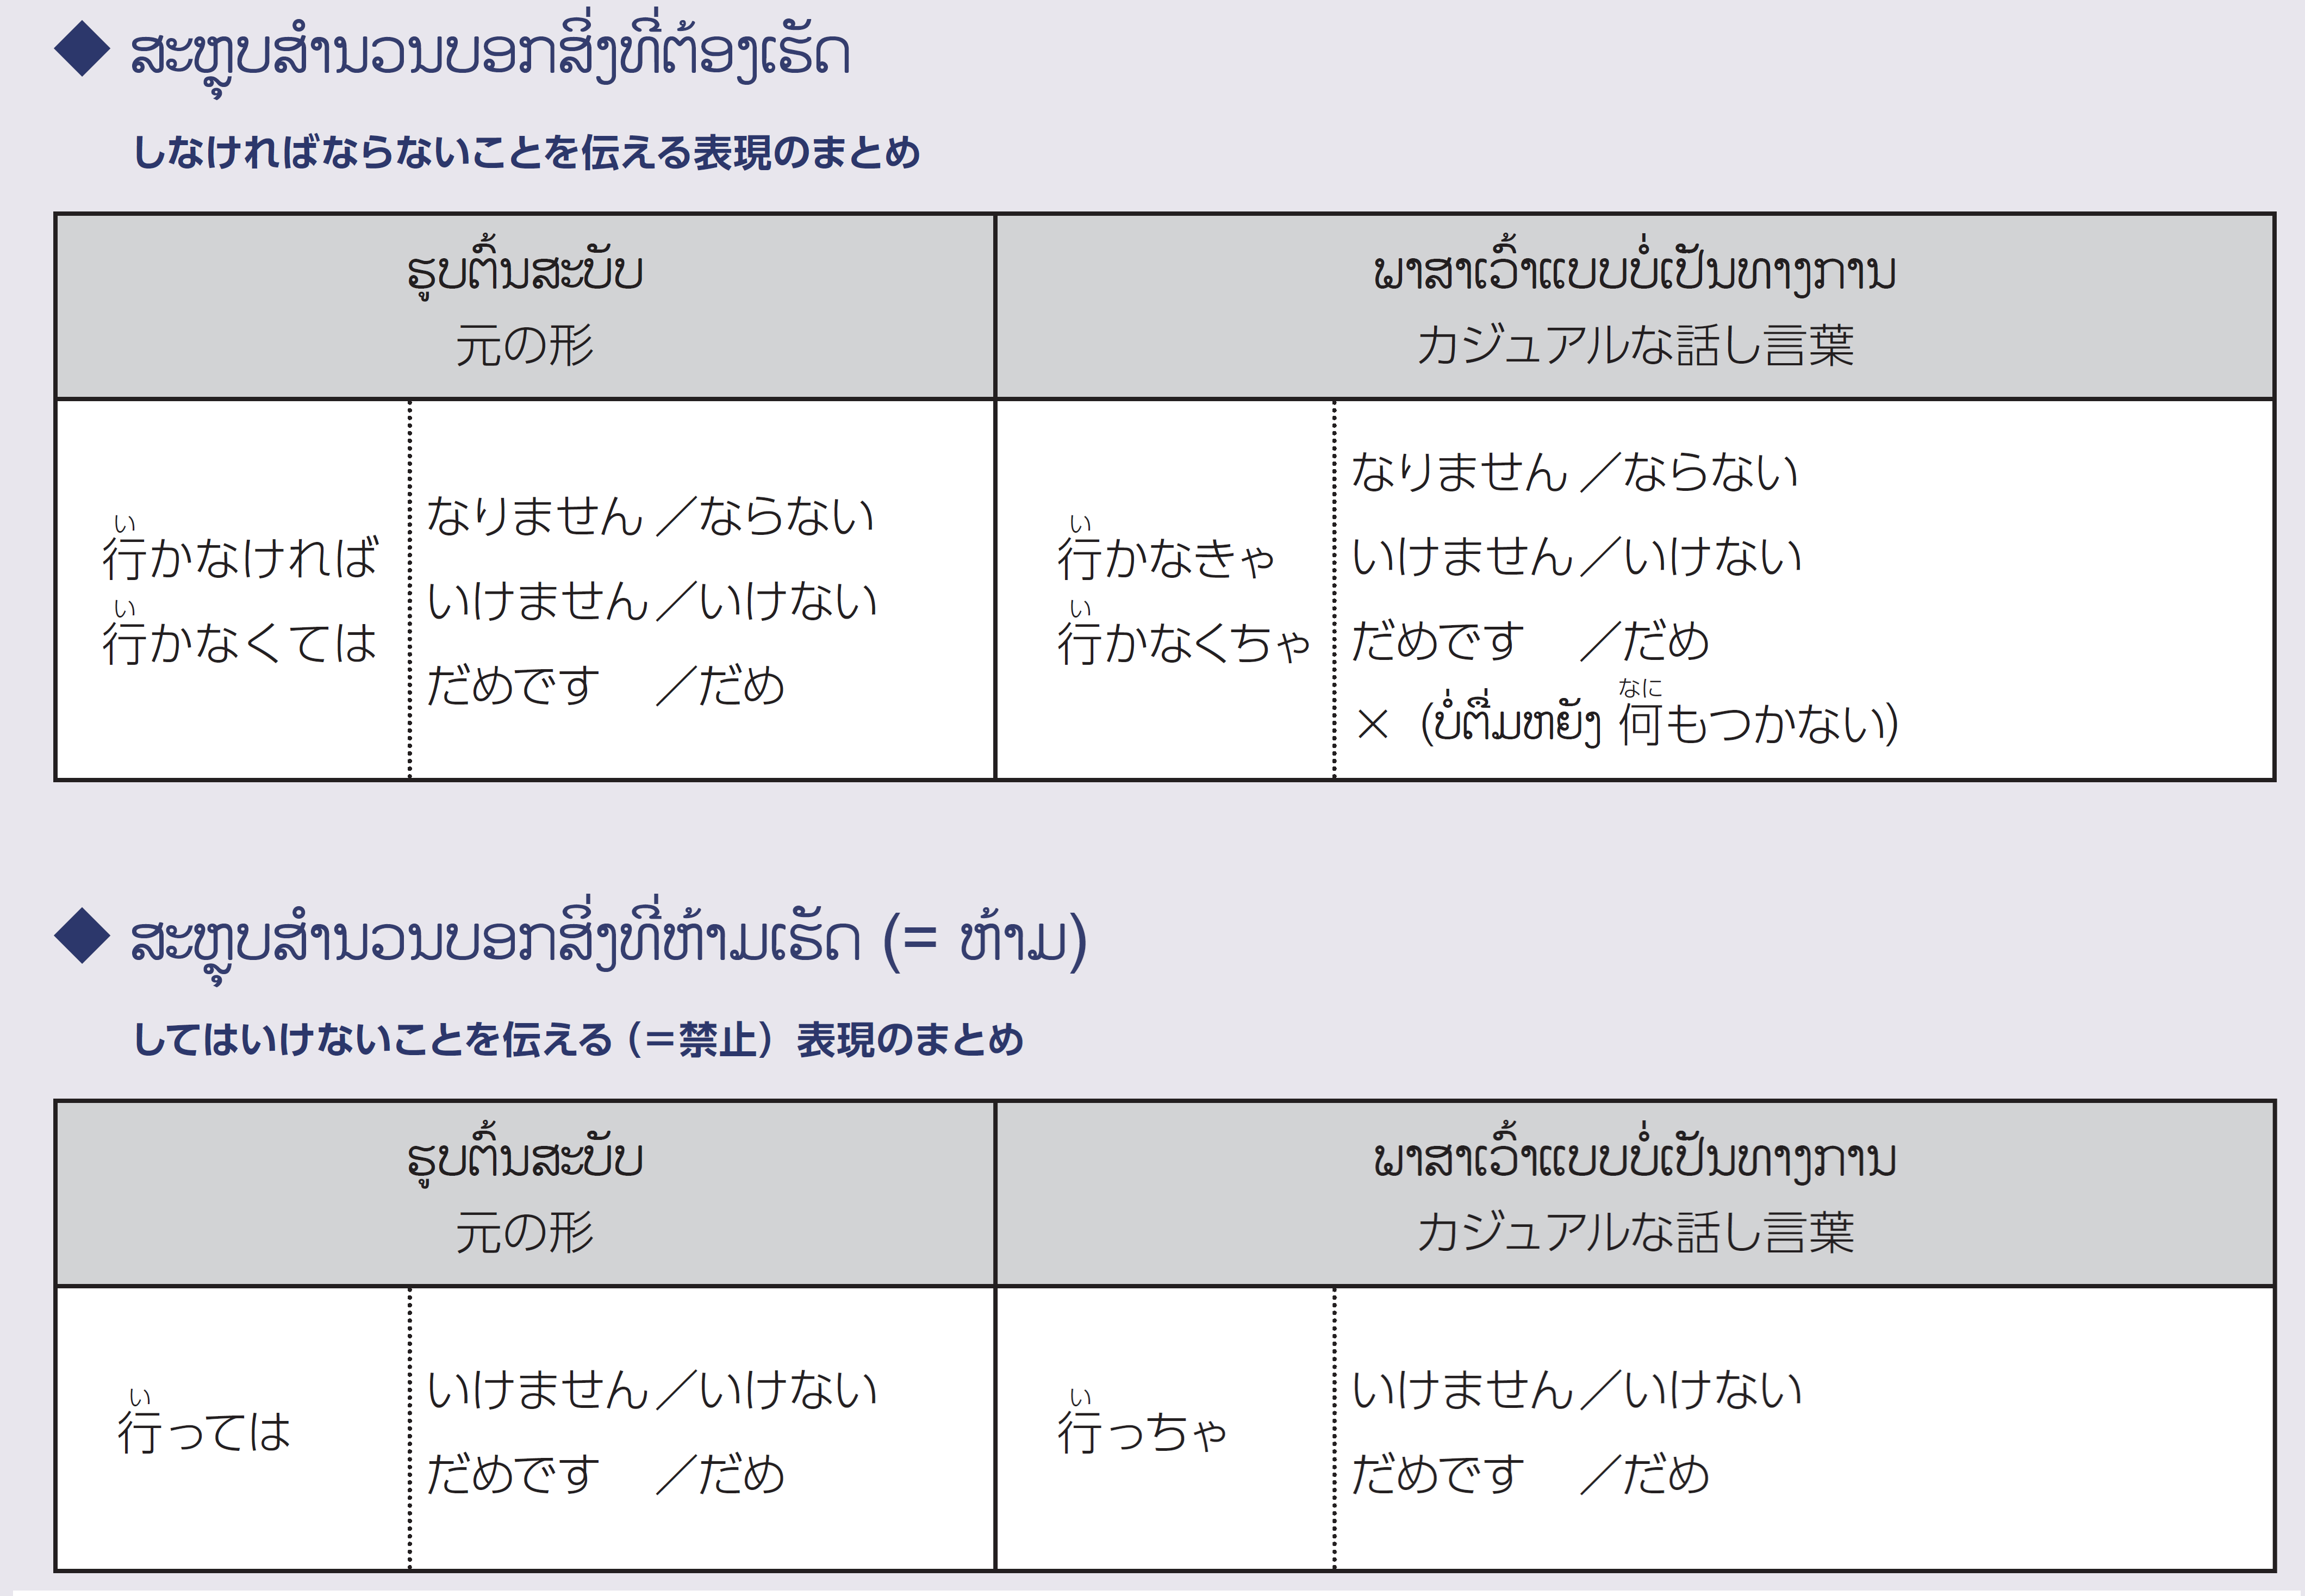 ◆ ສະຫຼຸບສຳນວນບອກສິ່ງທີ່ຕ້ອງເຮັດ
しなければならないことを伝える表現のまとめ
ຮູບຕົ້ນສະບັບ
元の形
ພາສາເວົ້າແບບບໍ່ເປັນທາງການ
カジュアルな話し言葉
い
行かなければ
い
行かなくては
なりません／ならない
いけません／いけない
だめです　／だめ
い
行かなきゃ
い
行かなくちゃ
なりません／ならない
いけません／いけない
だめです　／だめ
なに
×（ບໍ່ຕື່ມຫຍັງ 何もつかない）
◆ ສະຫຼຸບສຳນວນບອກສິ່ງທີ່ຫ້າມເຮັດ (= ຫ້າມ)
してはいけないことを伝える（＝禁止）表現のまとめ
ຮູບຕົ້ນສະບັບ
元の形
ພາສາເວົ້າແບບບໍ່ເປັນທາງການ
カジュアルな話し言葉
い
行っては
いけません／いけない
だめです　／だめ
い
行っちゃ
いけません／いけない
だめです　／だめ